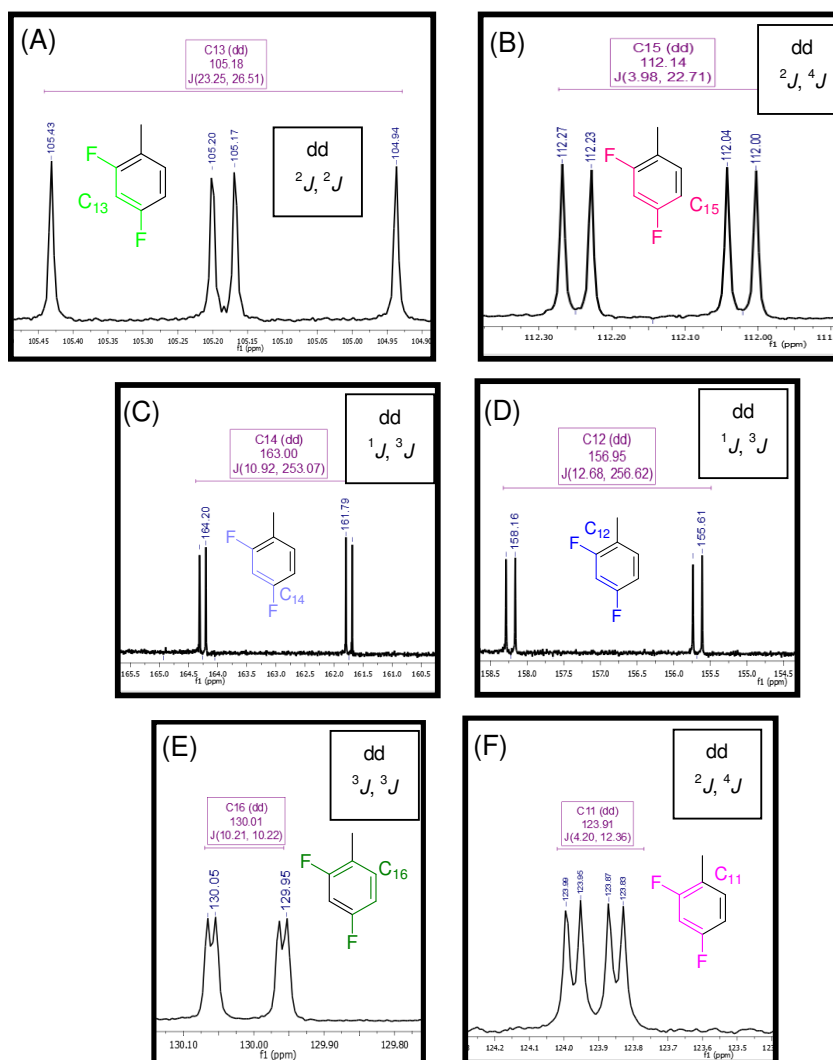 (A)
C13 (dd)
105.18
J(23.25, 26.51)
105.43
105.20
105.17
104.94
F
C13
F
dd
²J, ²J
105.45 105.40 105.35 105.30 105.25 105.20 105.15 105.10 105.05 105.00 104.95 104.90
f1 (ppm)
(B)
C15 (dd)
112.14
J(3.98, 22.71)
dd
²J, ⁴J
112.27
112.23
112.04
112.00
F
C15
F
112.30 112.20 112.10 112.00
f1 (ppm)
(C)
dd
¹J, ³J
C14 (dd)
163.00
J(10.92, 253.07)
164.20
161.79
F
C14
F
165.5 165.0 164.5 164.0 163.5 163.0 162.5 162.0 161.5 161.0 160.5
f1 (ppm)
(D)
dd
¹J, ³J
C12 (dd)
156.95
J(12.68, 256.62)
158.16
155.61
C12
F
F
158.5 158.0 157.5 157.0 156.5 156.0 155.5 155.0 154.5
f1 (ppm)
(E)
dd
³J, ³J
C16 (dd)
130.01
J(10.21, 10.22)
130.05
129.95
F
C16
F
130.10 130.00 129.90 129.80
f1 (ppm)
(F)
dd
²J, ⁴J
C11 (dd)
123.91
J(4.20, 12.36)
123.99
123.95
123.87
123.83
C11
F
F
24.2 124.1 124.0 123.9 123.8 123.7 123.6 123.5
f1 (ppm)